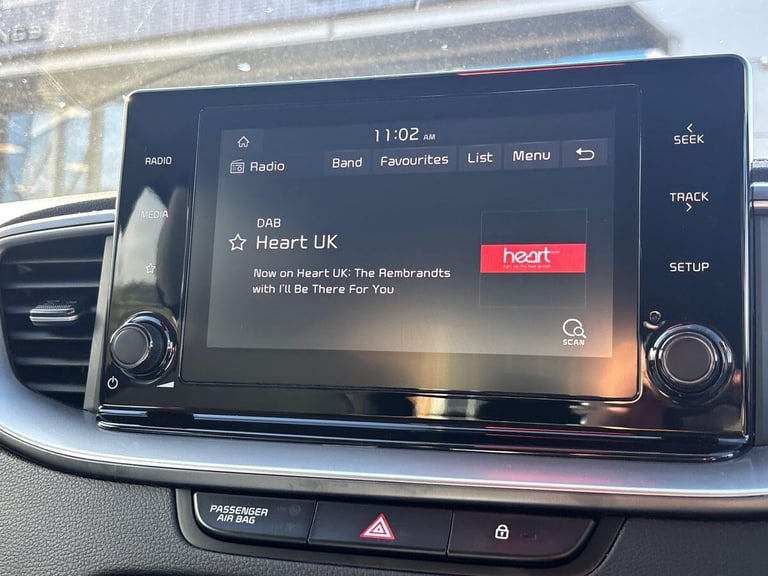 11:02 AM
RADIO
SEEK
Radio
Band
Favourites
List
Menu
TRACK
MEDIA
DAB
Heart UK
heart
Now on Heart UK: The Rembrandts
with I'll Be There For You
SETUP
SCAN
PASSENGER
AIR BAG